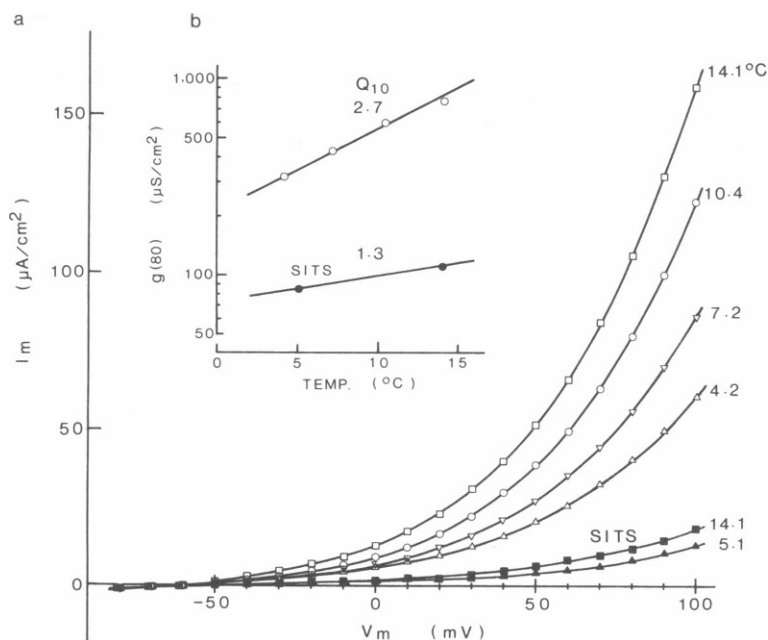 a
b
150
100
50
0
Im (μA/cm²)
1,000
500
100
50
g(80) (μS/cm²)
Q10
2.7
1.3
SITS
0 5 10 15
TEMP. (°C)
14.1°C
10.4
7.2
4.2
SITS
14.1
5.1
-50 0 50 100
Vm (mV)